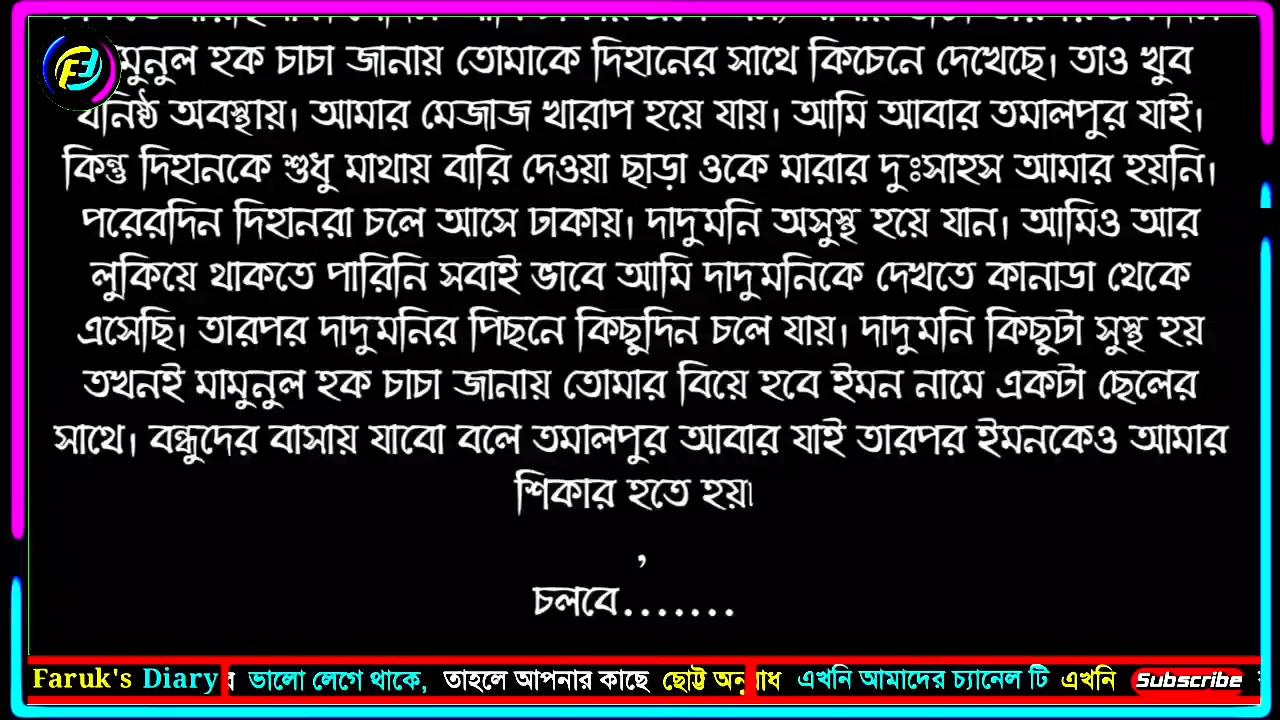 মুনুল হক চাচা জানায় তোমাকে দিহানের সাথে কিচেনে দেখেছে। তাও খুব
ঘনিষ্ঠ অবস্থায়। আমার মেজাজ খারাপ হয়ে যায়। আমি আবার তমালপুর যাই।
কিন্তু দিহানকে শুধু মাথায় বারি দেওয়া ছাড়া ওকে মারার দুঃসাহস আমার হয়নি।
পরেরদিন দিহানরা চলে আসে ঢাকায়। দাদুমনি অসুস্থ হয়ে যান। আমিও আর
লুকিয়ে থাকতে পারিনি সবাই ভাবে আমি দাদুমনিকে দেখতে কানাডা থেকে
এসেছি। তারপর দাদুমনির পিছনে কিছুদিন চলে যায়। দাদুমনি কিছুটা সুস্থ হয়
তখনই মামুনুল হক চাচা জানায় তোমার বিয়ে হবে ইমন নামে একটা ছেলের
সাথে। বন্ধুদের বাসায় যাবো বলে তমালপুর আবার যাই তারপর ইমনকেও আমার
শিকার হতে হয়৷
,
চলবে.......
Faruk's Diary ভালো লেগে থাকে, তাহলে আপনার কাছে ছোট্ট এখনি আমাদের চ্যানেল টি এখনি Subscribe